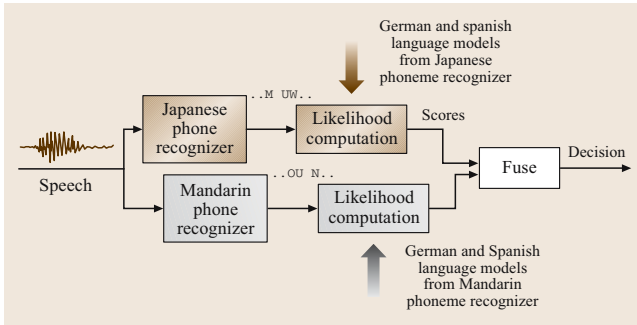 German and spanish
language models
from Japanese
phoneme recognizer
..M UW..
Japanese
phone
recognizer
Likelihood
computation
Scores
Speech
Fuse
Decision
..OU N..
Mandarin
phone
recognizer
Likelihood
computation
German and Spanish
language models
from Mandarin
phoneme recognizer